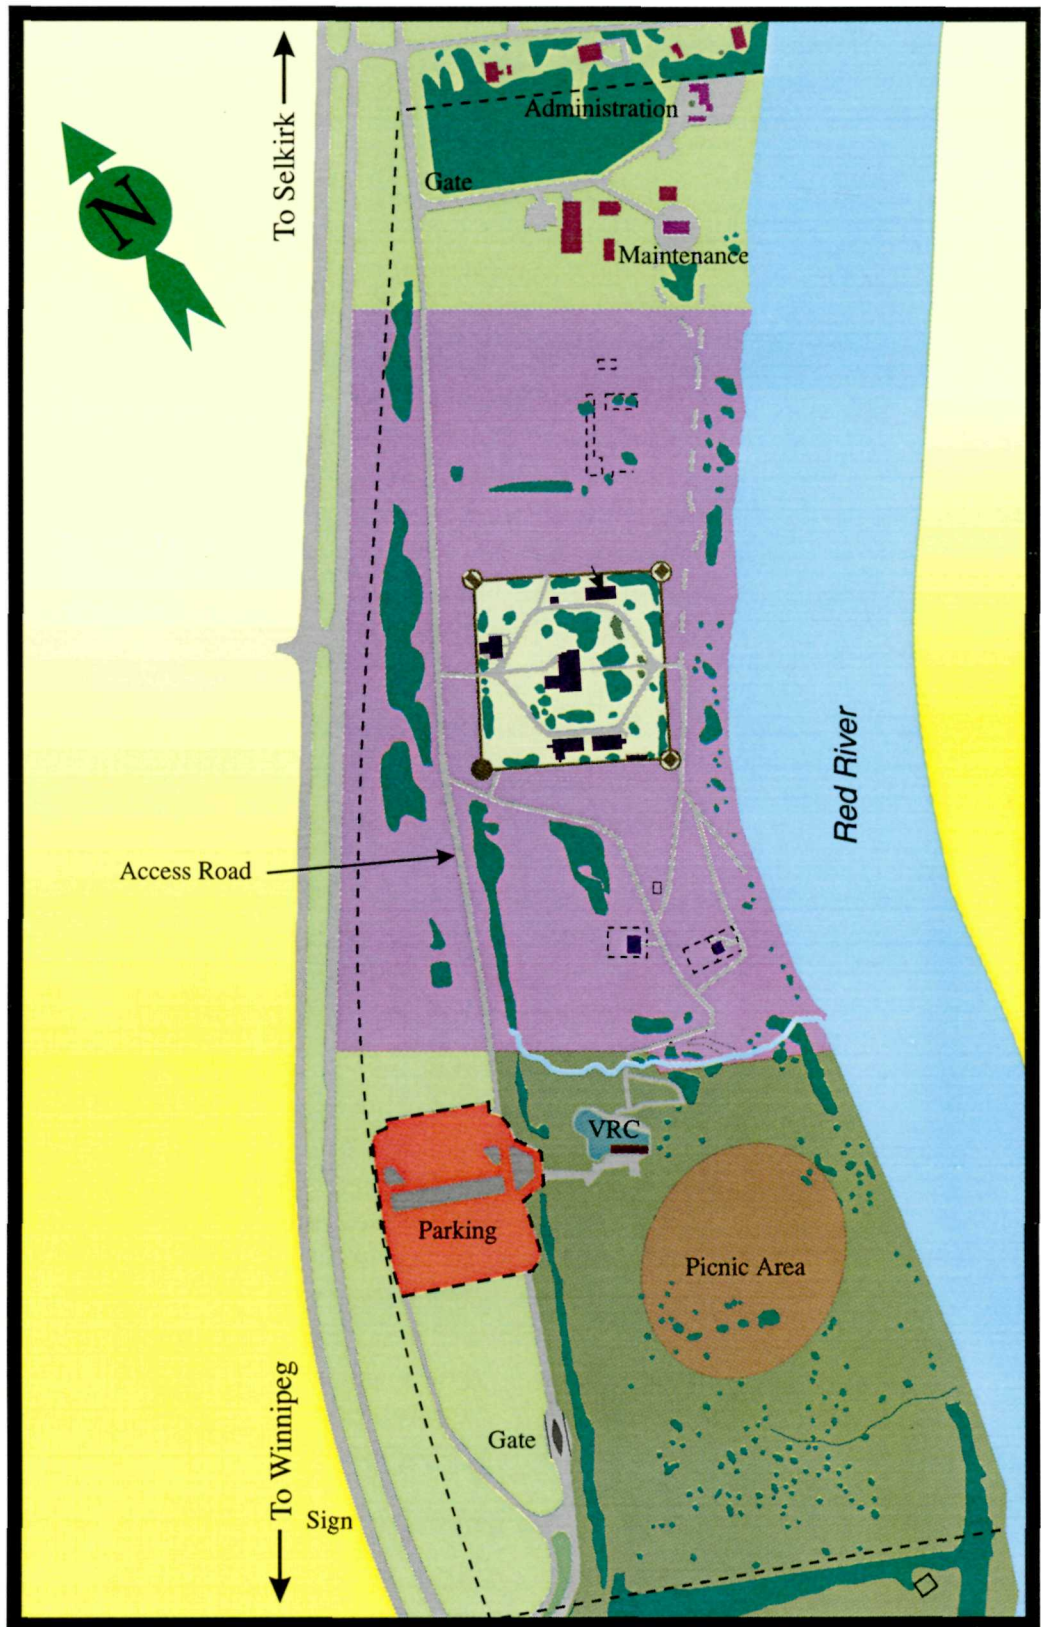 To Selkirk
N
Administration
Gate
Maintenance
Red River
Access Road
VRC
Parking
Picnic Area
Gate
To Winnipeg
Sign